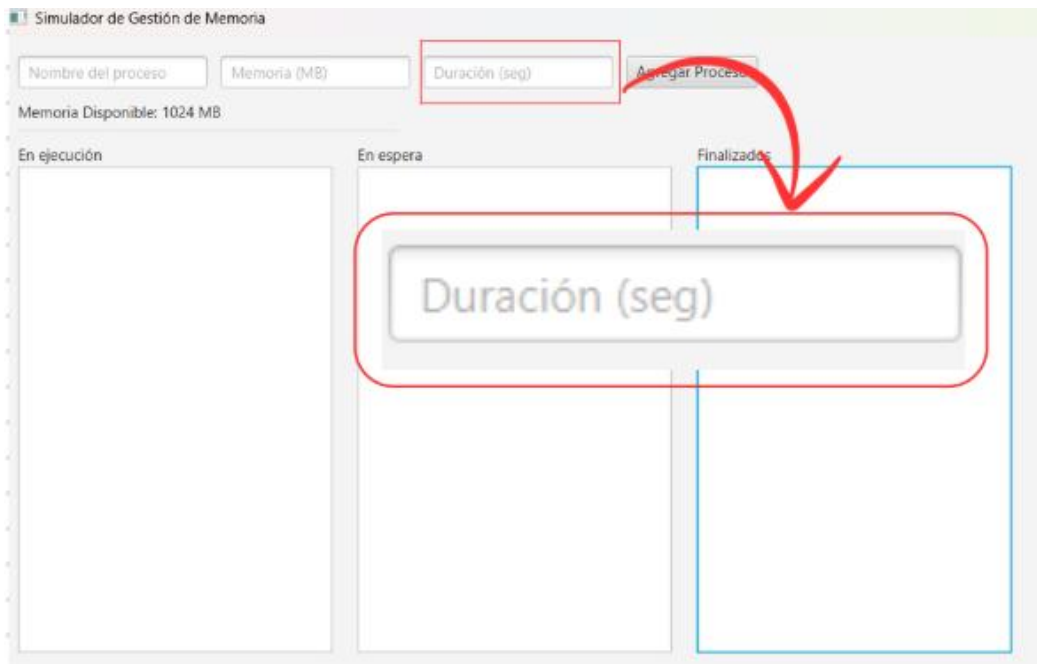 Simulador de Gestión de Memoria
Nombre del proceso
Memoria (MB)
Duración (seg)
Agregar Proceso
Memoria Disponible: 1024 MB
En ejecución
En espera
Finalizados
Duración (seg)